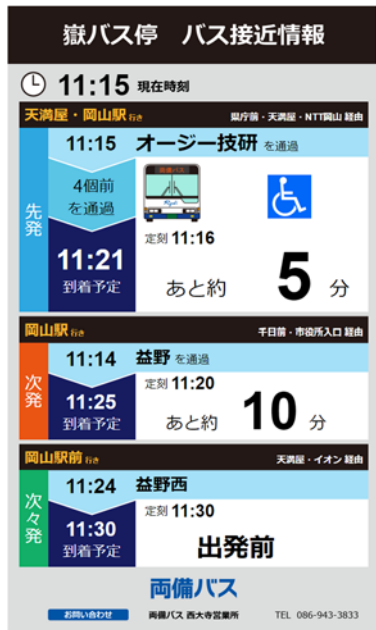 嶽バス停　バス接近情報
11:15 現在時刻
天満屋・岡山駅 行き 県庁前・天満屋・NTT岡山 経由
先発
11:15 オージー技研 を通過
4個前
を通過
両備バス
定刻 11:16
11:21
到着予定
あと約 5 分
岡山駅 行き 千日前・市役所入口 経由
次発
11:14 益野 を通過
定刻 11:20
11:25
到着予定
あと約 10 分
岡山駅前 行き 天満屋・イオン 経由
次々発
11:24 益野西
定刻 11:30
11:30
到着予定
出発前
両備バス
お問い合わせ 両備バス 西大寺営業所 TEL 086-943-3833